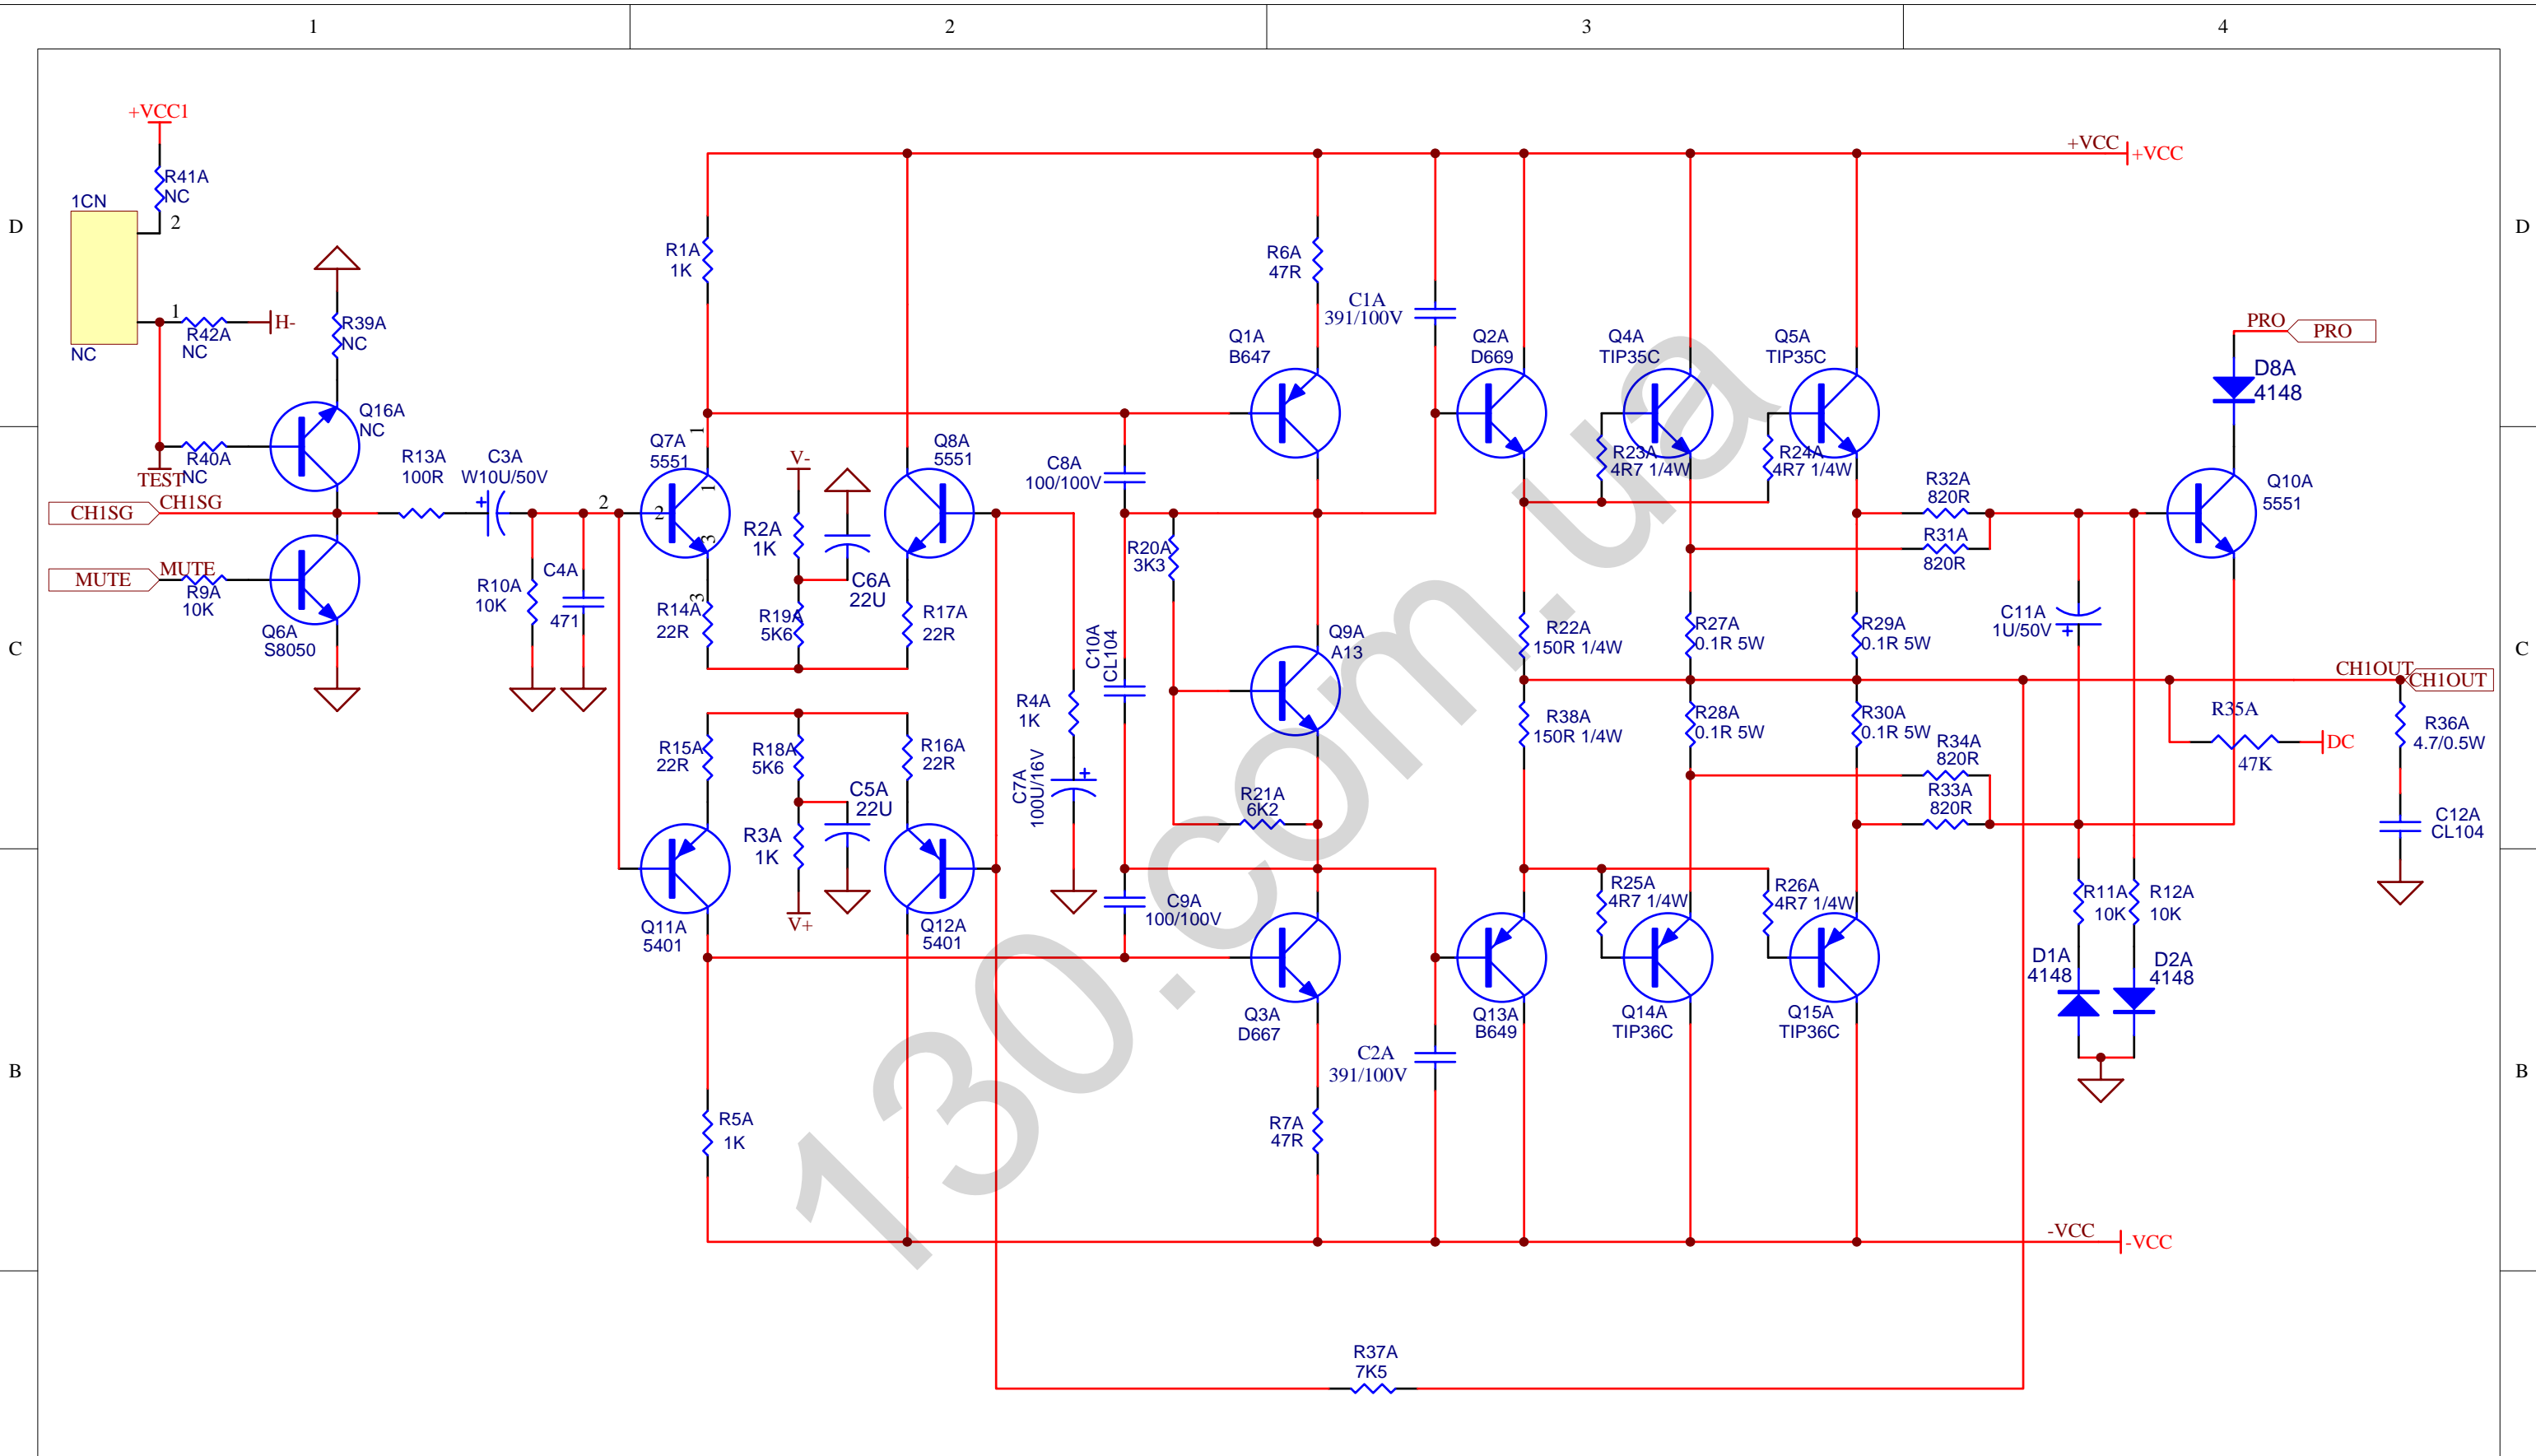 1 2 3 4
D D
C C
B B
+VCC1
R41A
NC
1CN
2
NC
1
R42A
NC
H-
R39A
NC
Q16A
NC
R40A
NC
TEST
CH1SG
CH1SG
MUTE
MUTE
R9A
10K
Q6A
S8050
R13A
100R
C3A
W10U/50V
+
R10A
10K
C4A
471
2
R1A
1K
1
Q7A
5551
1
2
3
3
R14A
22R
V-
R2A
1K
C6A
22U
R19A
5K6
Q8A
5551
R17A
22R
R15A
22R
R18A
5K6
R16A
22R
C5A
22U
R3A
1K
V+
Q11A
5401
Q12A
5401
R5A
1K
R4A
1K
C7A
100U/16V
+
C8A
100/100V
R20A
3K3
C10A
CL104
C9A
100/100V
R6A
47R
Q1A
B647
Q9A
A13
R21A
6K2
Q3A
D667
R7A
47R
C1A
391/100V
C2A
391/100V
Q2A
D669
Q4A
TIP35C
Q5A
TIP35C
R23A
4R7 1/4W
R24A
4R7 1/4W
R22A
150R 1/4W
R27A
0.1R 5W
R29A
0.1R 5W
R38A
150R 1/4W
R28A
0.1R 5W
R30A
0.1R 5W
R25A
4R7 1/4W
R26A
4R7 1/4W
Q13A
B649
Q14A
TIP36C
Q15A
TIP36C
R37A
7K5
+VCC
+VCC
-VCC
-VCC
R32A
820R
R31A
820R
R34A
820R
R33A
820R
C11A
1U/50V
+
PRO
PRO
D8A
4148
Q10A
5551
CH1OUT
CH1OUT
R35A
47K
DC
R36A
4.7/0.5W
C12A
CL104
R11A
10K
R12A
10K
D1A
4148
D2A
4148
130.com.ua